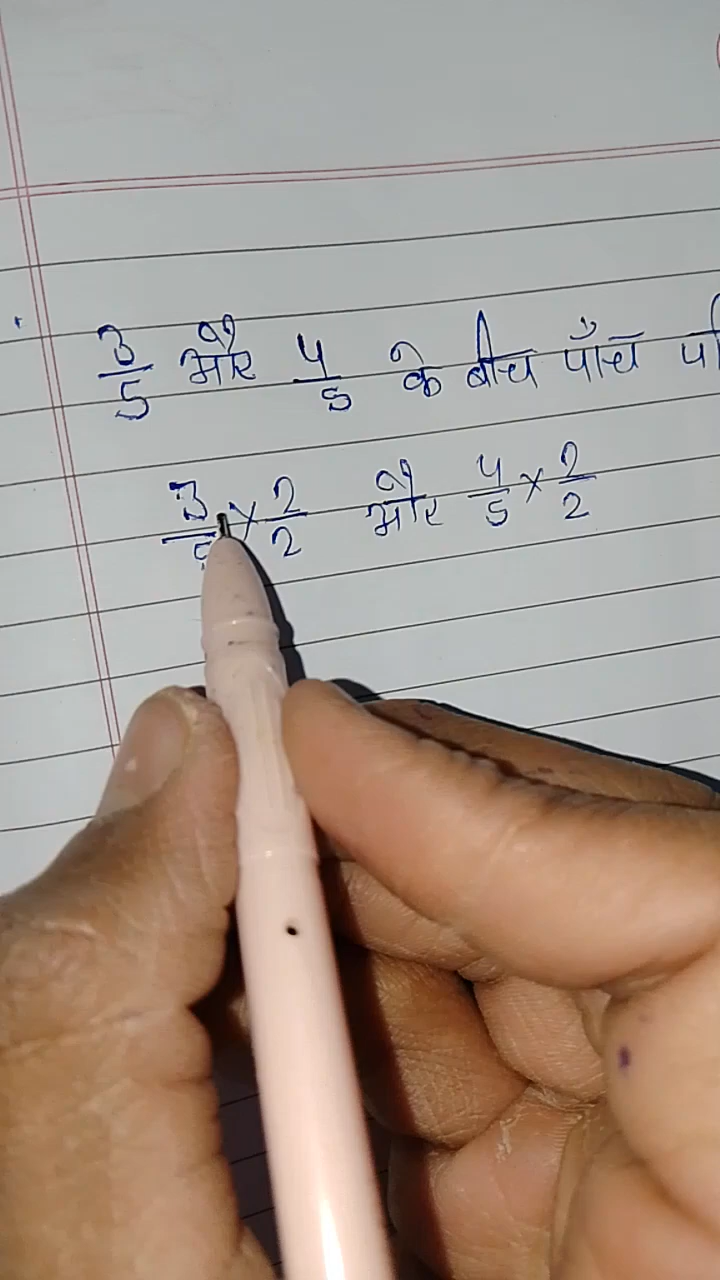 3/5 और 4/5 के बीच पाँच
3/5 × 2/2 और 4/5 × 2/2